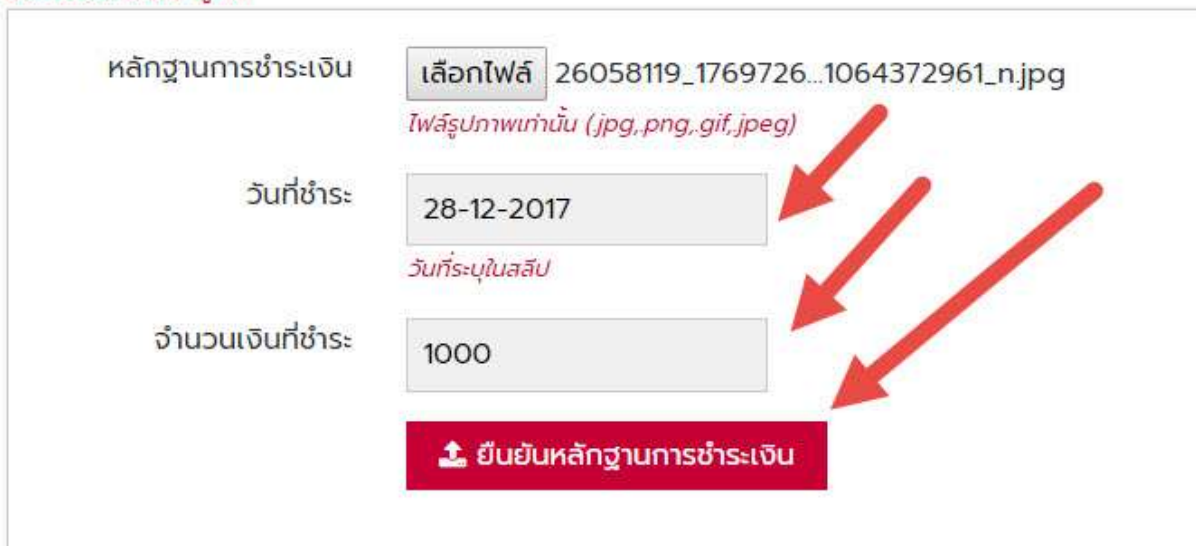 หลักฐานการชำระเงิน เลือกไฟล์ 26058119_1769726...1064372961_n.jpg
ไฟล์รูปภาพเท่านั้น (.jpg,.png,.gif,.jpeg)
วันที่ชำระ 28-12-2017
วันที่ระบุในสลีป
จำนวนเงินที่ชำระ 1000
ยืนยันหลักฐานการชำระเงิน